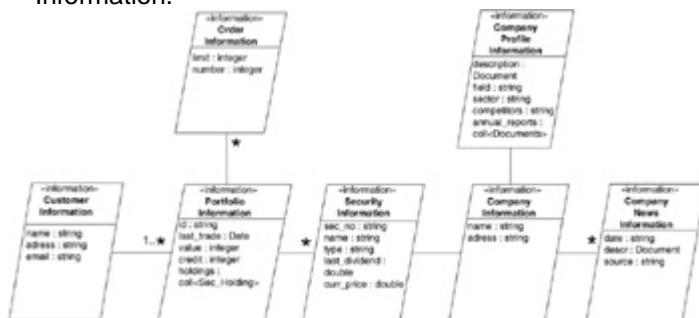 information.
«information»
Order
Information
limit : integer
number : integer
*
«information»
Company
Profile
Information
description :
Document
field : string
sector : string
competitors : string
annual_reports :
coll<Documents>
«information»
Customer
Information
name : string
adress : string
email : string
1..*
«information»
Portfolio
Information
id : string
last_trade : Date
value : integer
credit : integer
holdings :
coll<Sec_Holding>
*
«information»
Security
Information
sec_no : string
name : string
type : string
last_dividend :
double
curr_price : double
«information»
Company
Information
name : string
adress : string
*
«information»
Company
News
Information
date : string
descr : Document
source : string